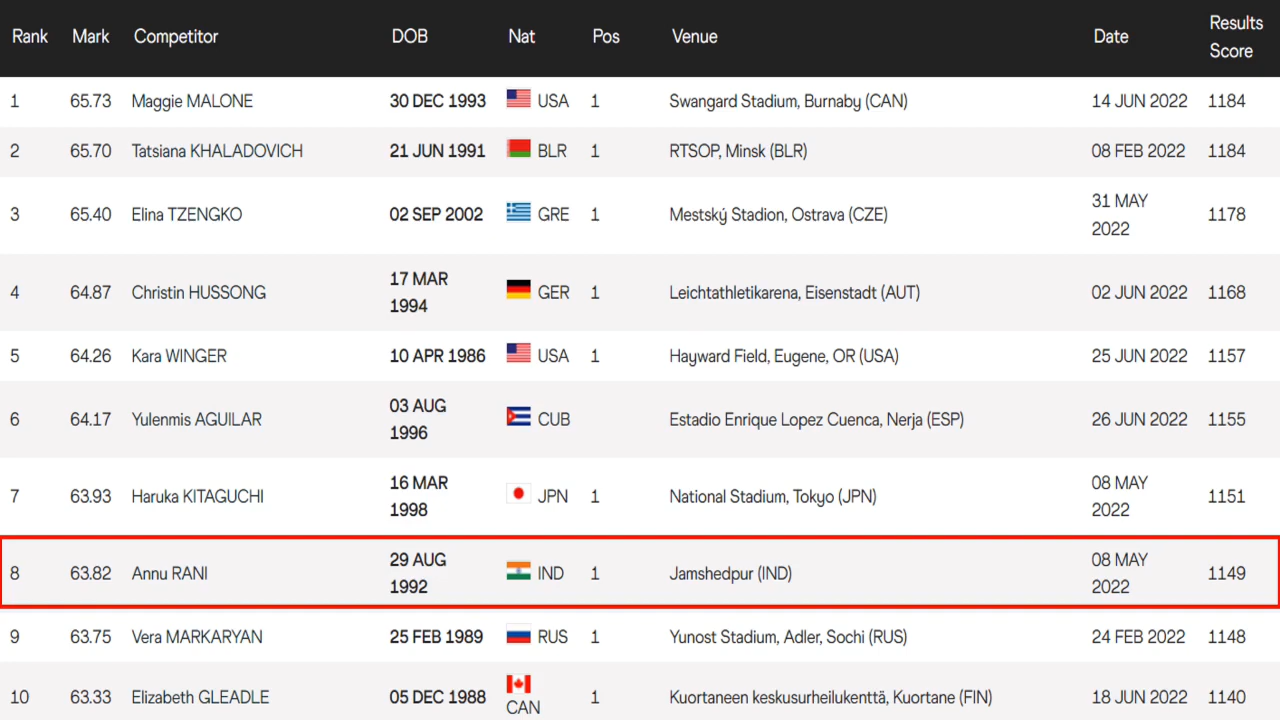 Rank Mark Competitor DOB Nat Pos Venue Date Results Score
1 65.73 Maggie MALONE 30 DEC 1993 USA 1 Swangard Stadium, Burnaby (CAN) 14 JUN 2022 1184
2 65.70 Tatsiana KHALADOVICH 21 JUN 1991 BLR 1 RTSOP, Minsk (BLR) 08 FEB 2022 1184
3 65.40 Elina TZENGKO 02 SEP 2002 GRE 1 Mestský Stadion, Ostrava (CZE) 31 MAY 2022 1178
4 64.87 Christin HUSSONG 17 MAR 1994 GER 1 Leichtathletikarena, Eisenstadt (AUT) 02 JUN 2022 1168
5 64.26 Kara WINGER 10 APR 1986 USA 1 Hayward Field, Eugene, OR (USA) 25 JUN 2022 1157
6 64.17 Yulenmis AGUILAR 03 AUG 1996 CUB Estadio Enrique Lopez Cuenca, Nerja (ESP) 26 JUN 2022 1155
7 63.93 Haruka KITAGUCHI 16 MAR 1998 JPN 1 National Stadium, Tokyo (JPN) 08 MAY 2022 1151
8 63.82 Annu RANI 29 AUG 1992 IND 1 Jamshedpur (IND) 08 MAY 2022 1149
9 63.75 Vera MARKARYAN 25 FEB 1989 RUS 1 Yunost Stadium, Adler, Sochi (RUS) 24 FEB 2022 1148
10 63.33 Elizabeth GLEADLE 05 DEC 1988 CAN 1 Kuortaneen keskusurheilukenttä, Kuortane (FIN) 18 JUN 2022 1140